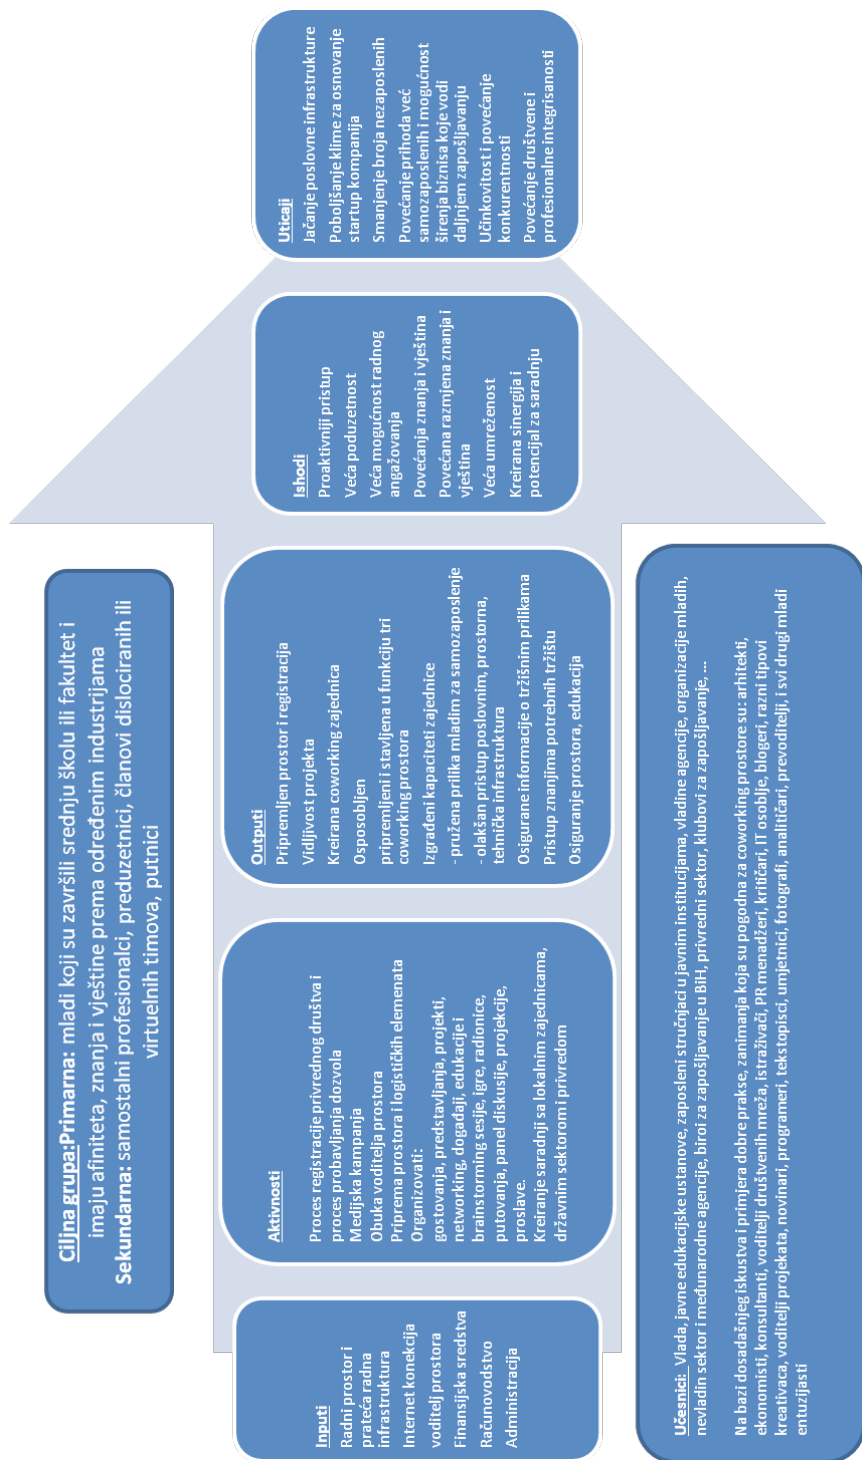 Ciljna grupa:Primarna: mladi koji su završili srednju školu ili fakultet i
imaju afiniteta, znanja i vještine prema određenim industrijama
Sekundarna: samostalni profesionalci, preduzetnici, članovi dislociranih ili
virtuelnih timova, putnici
Inputi
Radni prostor i
prateća radna
infrastruktura
Internet konekcija
voditelj prostora
Finansijska sredstva
Računovodstvo
Administracija
Aktivnosti
Proces registracije privrednog društva i
proces probavljanja dozvola
Medijska kampanja
Obuka voditelja prostora
Priprema prostora i logističkih elemenata
Organizovati:
gostovanja, predstavljanja, projekti,
networking, događaji, edukacije i
brainstorming sesije, igre, radionice,
putovanja, panel diskusije, projekcije,
proslave.
Kreiranje saradnji sa lokalnim zajednicama,
državnim sektorom i privredom
Outputi
Pripremljen prostor i registracija
Vidljivost projekta
Kreirana coworking zajednica
Osposobljen
pripremljeni i stavljena u funkciju tri
coworking prostora
Izgrađeni kapaciteti zajednice
- pružena prilika mladim za samozaposlenje
- olakšan pristup poslovnim, prostorna,
tehnička infrastruktura
Osigurane informacije o tržišnim prilikama
Pristup znanjima potrebnih tržištu
Osiguranje prostora, edukacija
Ishodi
Proaktivniji pristup
Veća poduzetnost
Veća mogućnost radnog
angažovanja
Povećanja znanja i vještina
Povećana razmjena znanja i
vještina
Veća umreženost
Kreirana sinergija i
potencijal za saradnju
Uticaji
Jačanje poslovne infrastrukture
Poboljšanje klime za osnovanje
startup kompanija
Smanjenje broja nezaposlenih
Povećanje prihoda već
samozaposlenih i mogućnost
širenja biznisa koje vodi
daljnjem zapošljavanju
Učinkovitost i povećanje
konkurentnosti
Povećanje društvene i
profesionalne integrisanosti
Učesnici: Vlada, javne edukacijske ustanove, zaposleni stručnjaci u javnim institucijama, vladine agencije, organizacije mladih,
nevladin sektor i međunarodne agencije, biroi za zapošljavanje u BiH, privredni sektor, klubovi za zapošljavanje, ...
Na bazi dosadašnjeg iskustva i primjera dobre prakse, zanimanja koja su pogodna za coworking prostore su: arhitekti,
ekonomisti, konsultanti, voditelji društvenih mreža, istraživači, PR menadžeri, kritičari, IT osoblje, blogeri, razni tipovi
kreativaca, voditelji projekata, novinari, programeri, tekstopisci, umjetnici, fotografi, analitičari, prevoditelji, i svi drugi mladi
entuzijasti